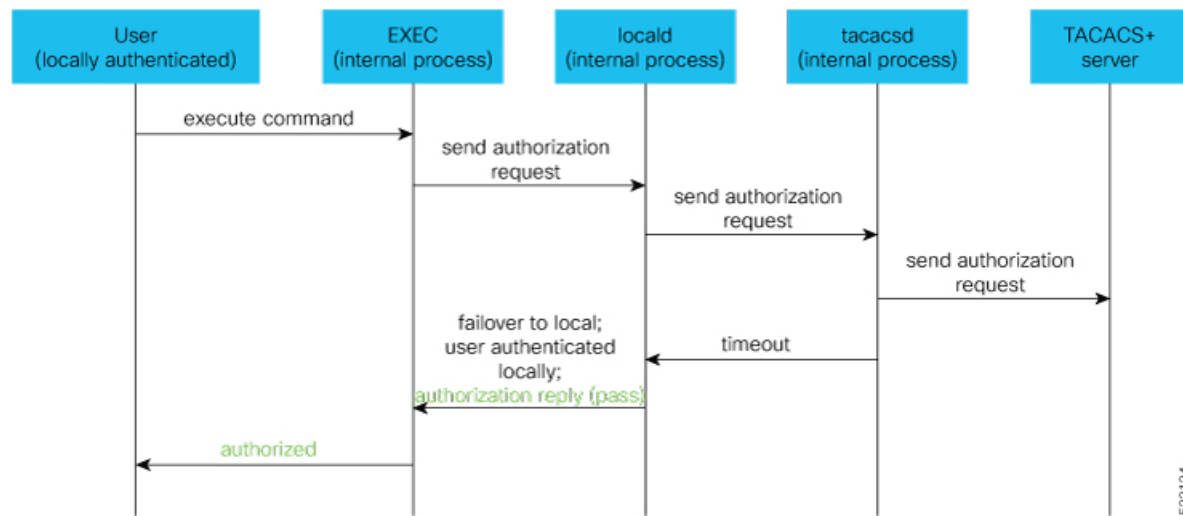 User
(locally authenticated)
EXEC
(internal process)
locald
(internal process)
tacacsd
(internal process)
TACACS+
server
execute command
send authorization
request
send authorization
request
send authorization
request
timeout
failover to local;
user authenticated
locally;
authorization reply (pass)
authorized